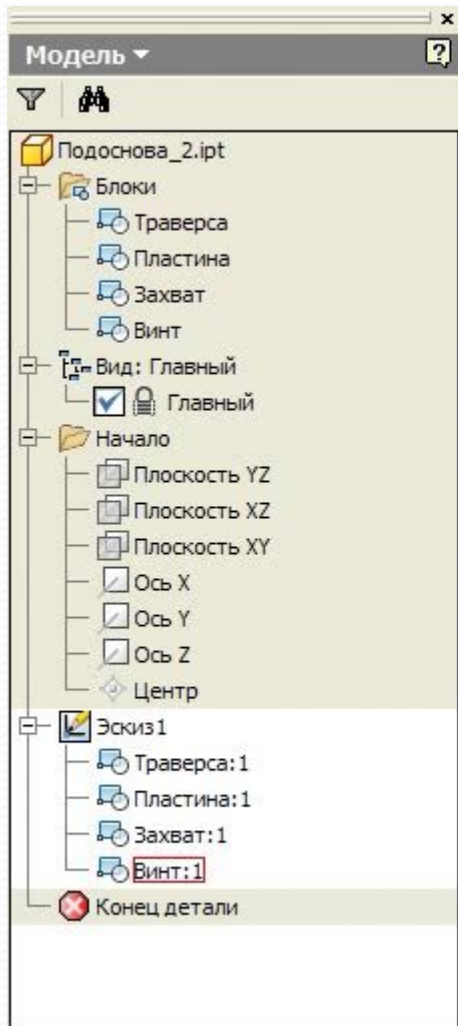 Модель
Подоснова_2.ipt
Блоки
Траверса
Пластина
Захват
Винт
Вид: Главный
Главный
Начало
Плоскость YZ
Плоскость XZ
Плоскость XY
Ось X
Ось Y
Ось Z
Центр
Эскиз1
Траверса:1
Пластина:1
Захват:1
Винт:1
Конец детали